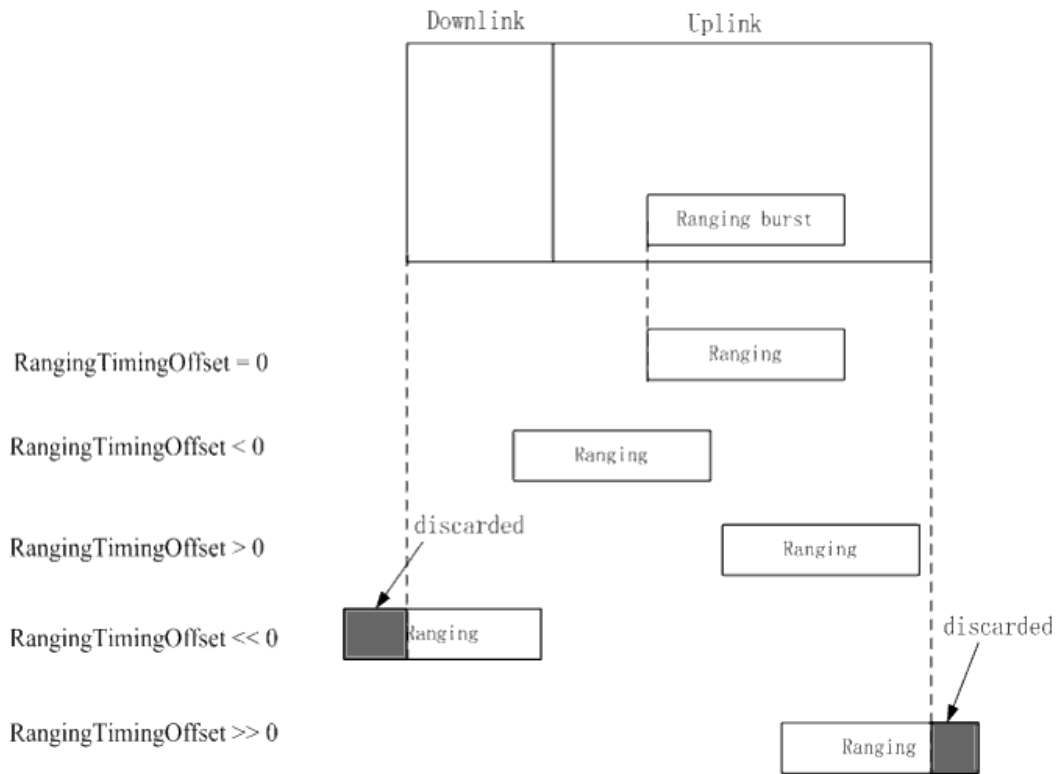 Downlink
Uplink
Ranging burst
RangingTimingOffset = 0
Ranging
RangingTimingOffset < 0
Ranging
discarded
RangingTimingOffset > 0
Ranging
RangingTimingOffset << 0
Ranging
discarded
RangingTimingOffset >> 0
Ranging